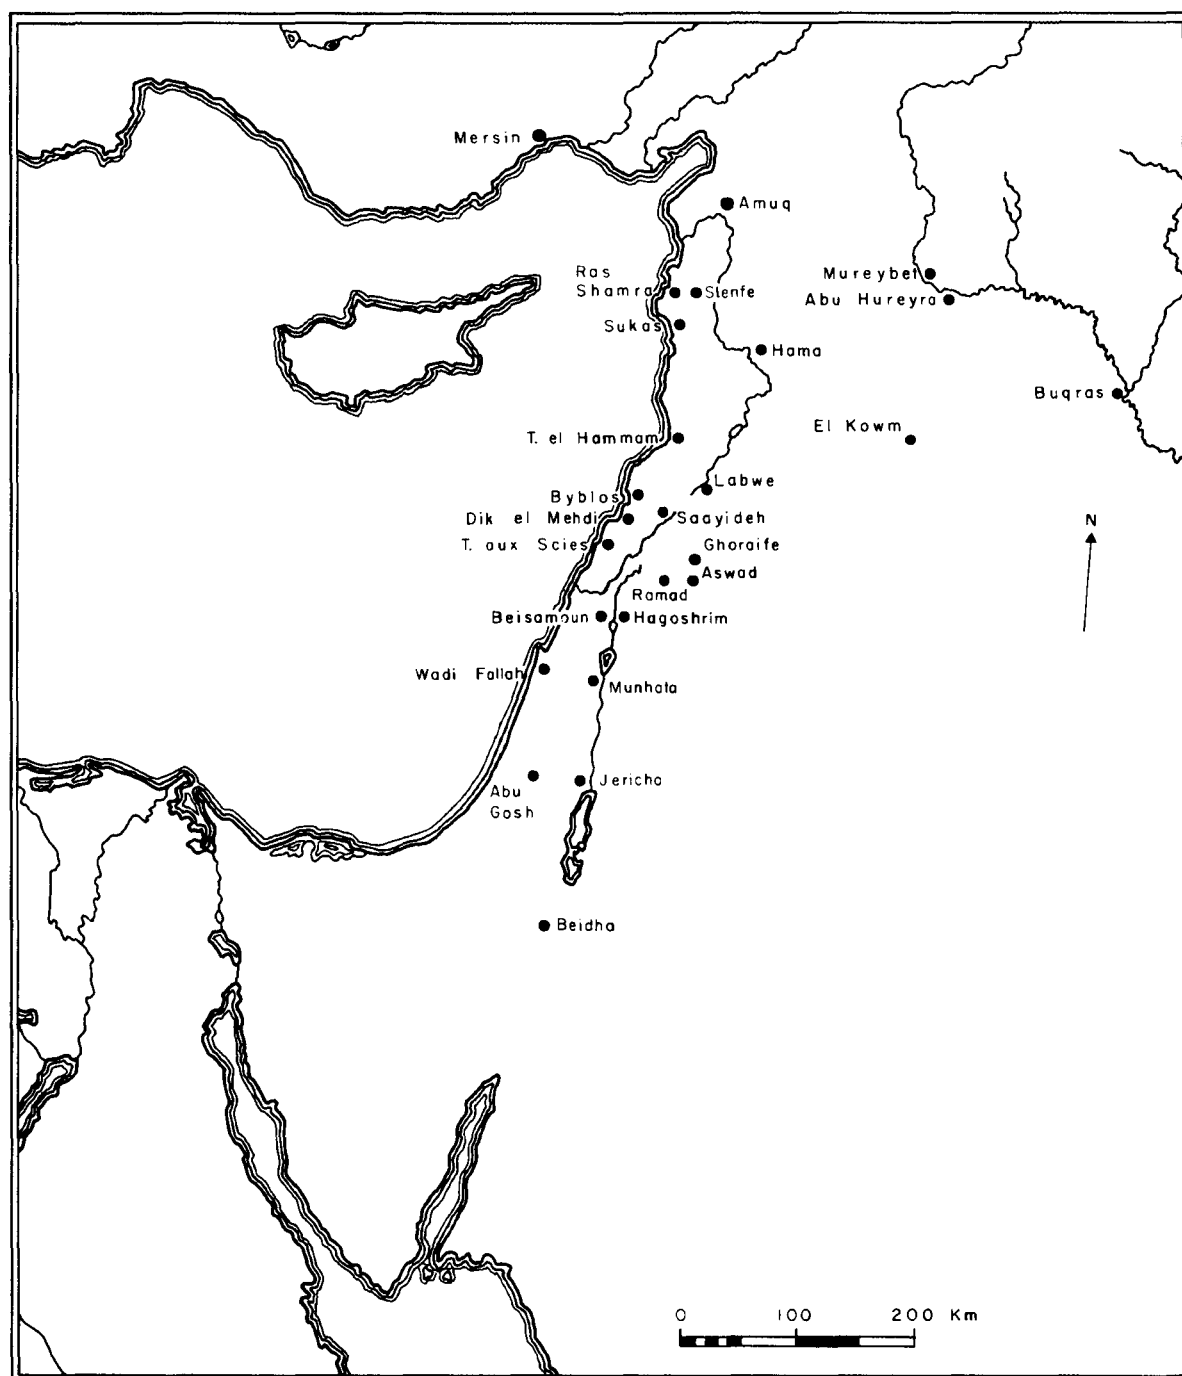 Mersin
Amuq
Ras
Shamra
Slenfe
Mureybet
Abu Hureyra
Sukas
Hama
Buqras
El Kowm
T. el Hammam
Labwe
Byblos
Dik el Mehdi
Saayideh
T. aux Scies
Ghoraife
Aswad
Ramad
Beisamoun
Hagoshrim
Wadi Fallah
Munhata
Abu
Gosh
Jericho
Beidha
N
0 100 200 Km